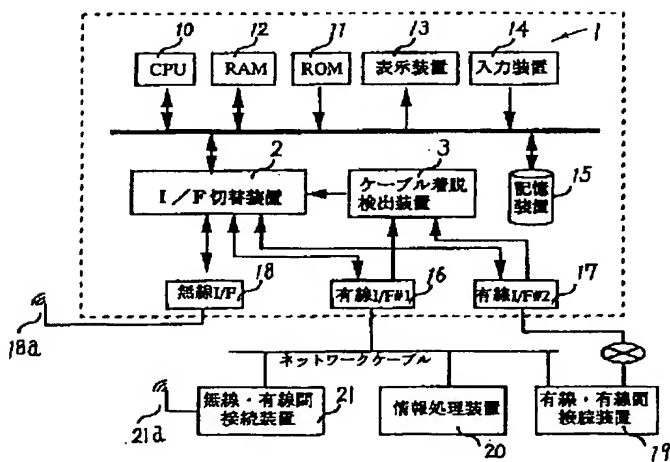 10
12
11
13
14
1
CPU
RAM
ROM
表示装置
入力装置
2
3
I／F切替装置
ケーブル着脱
検出装置
記憶
装置
15
18
無線I/F
有線I/F#1
16
有線I/F#2
17
18a
ネットワークケーブル
21a
無線・有線間
接続装置
21
情報処理装置
20
有線・有線間
接続装置
19